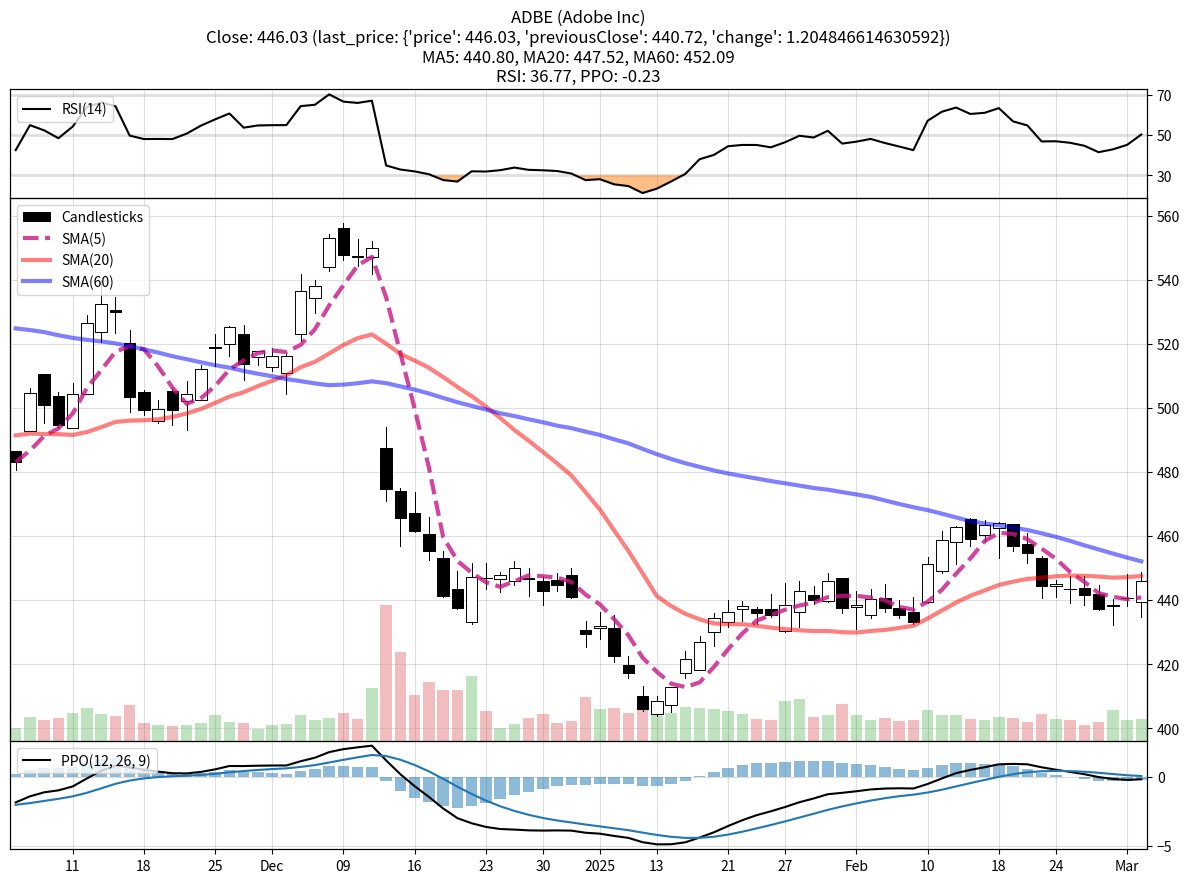 ADBE (Adobe Inc)
Close: 446.03 (last_price: {'price': 446.03, 'previousClose': 440.72, 'change': 1.204846614630592})
MA5: 440.80, MA20: 447.52, MA60: 452.09
RSI: 36.77, PPO: -0.23
RSI(14)
70
50
30
Candlesticks
SMA(5)
SMA(20)
SMA(60)
560
540
520
500
480
460
440
420
400
PPO(12, 26, 9)
0
−5
11 18 25 Dec 09 16 23 30 2025 13 21 27 Feb 10 18 24 Mar